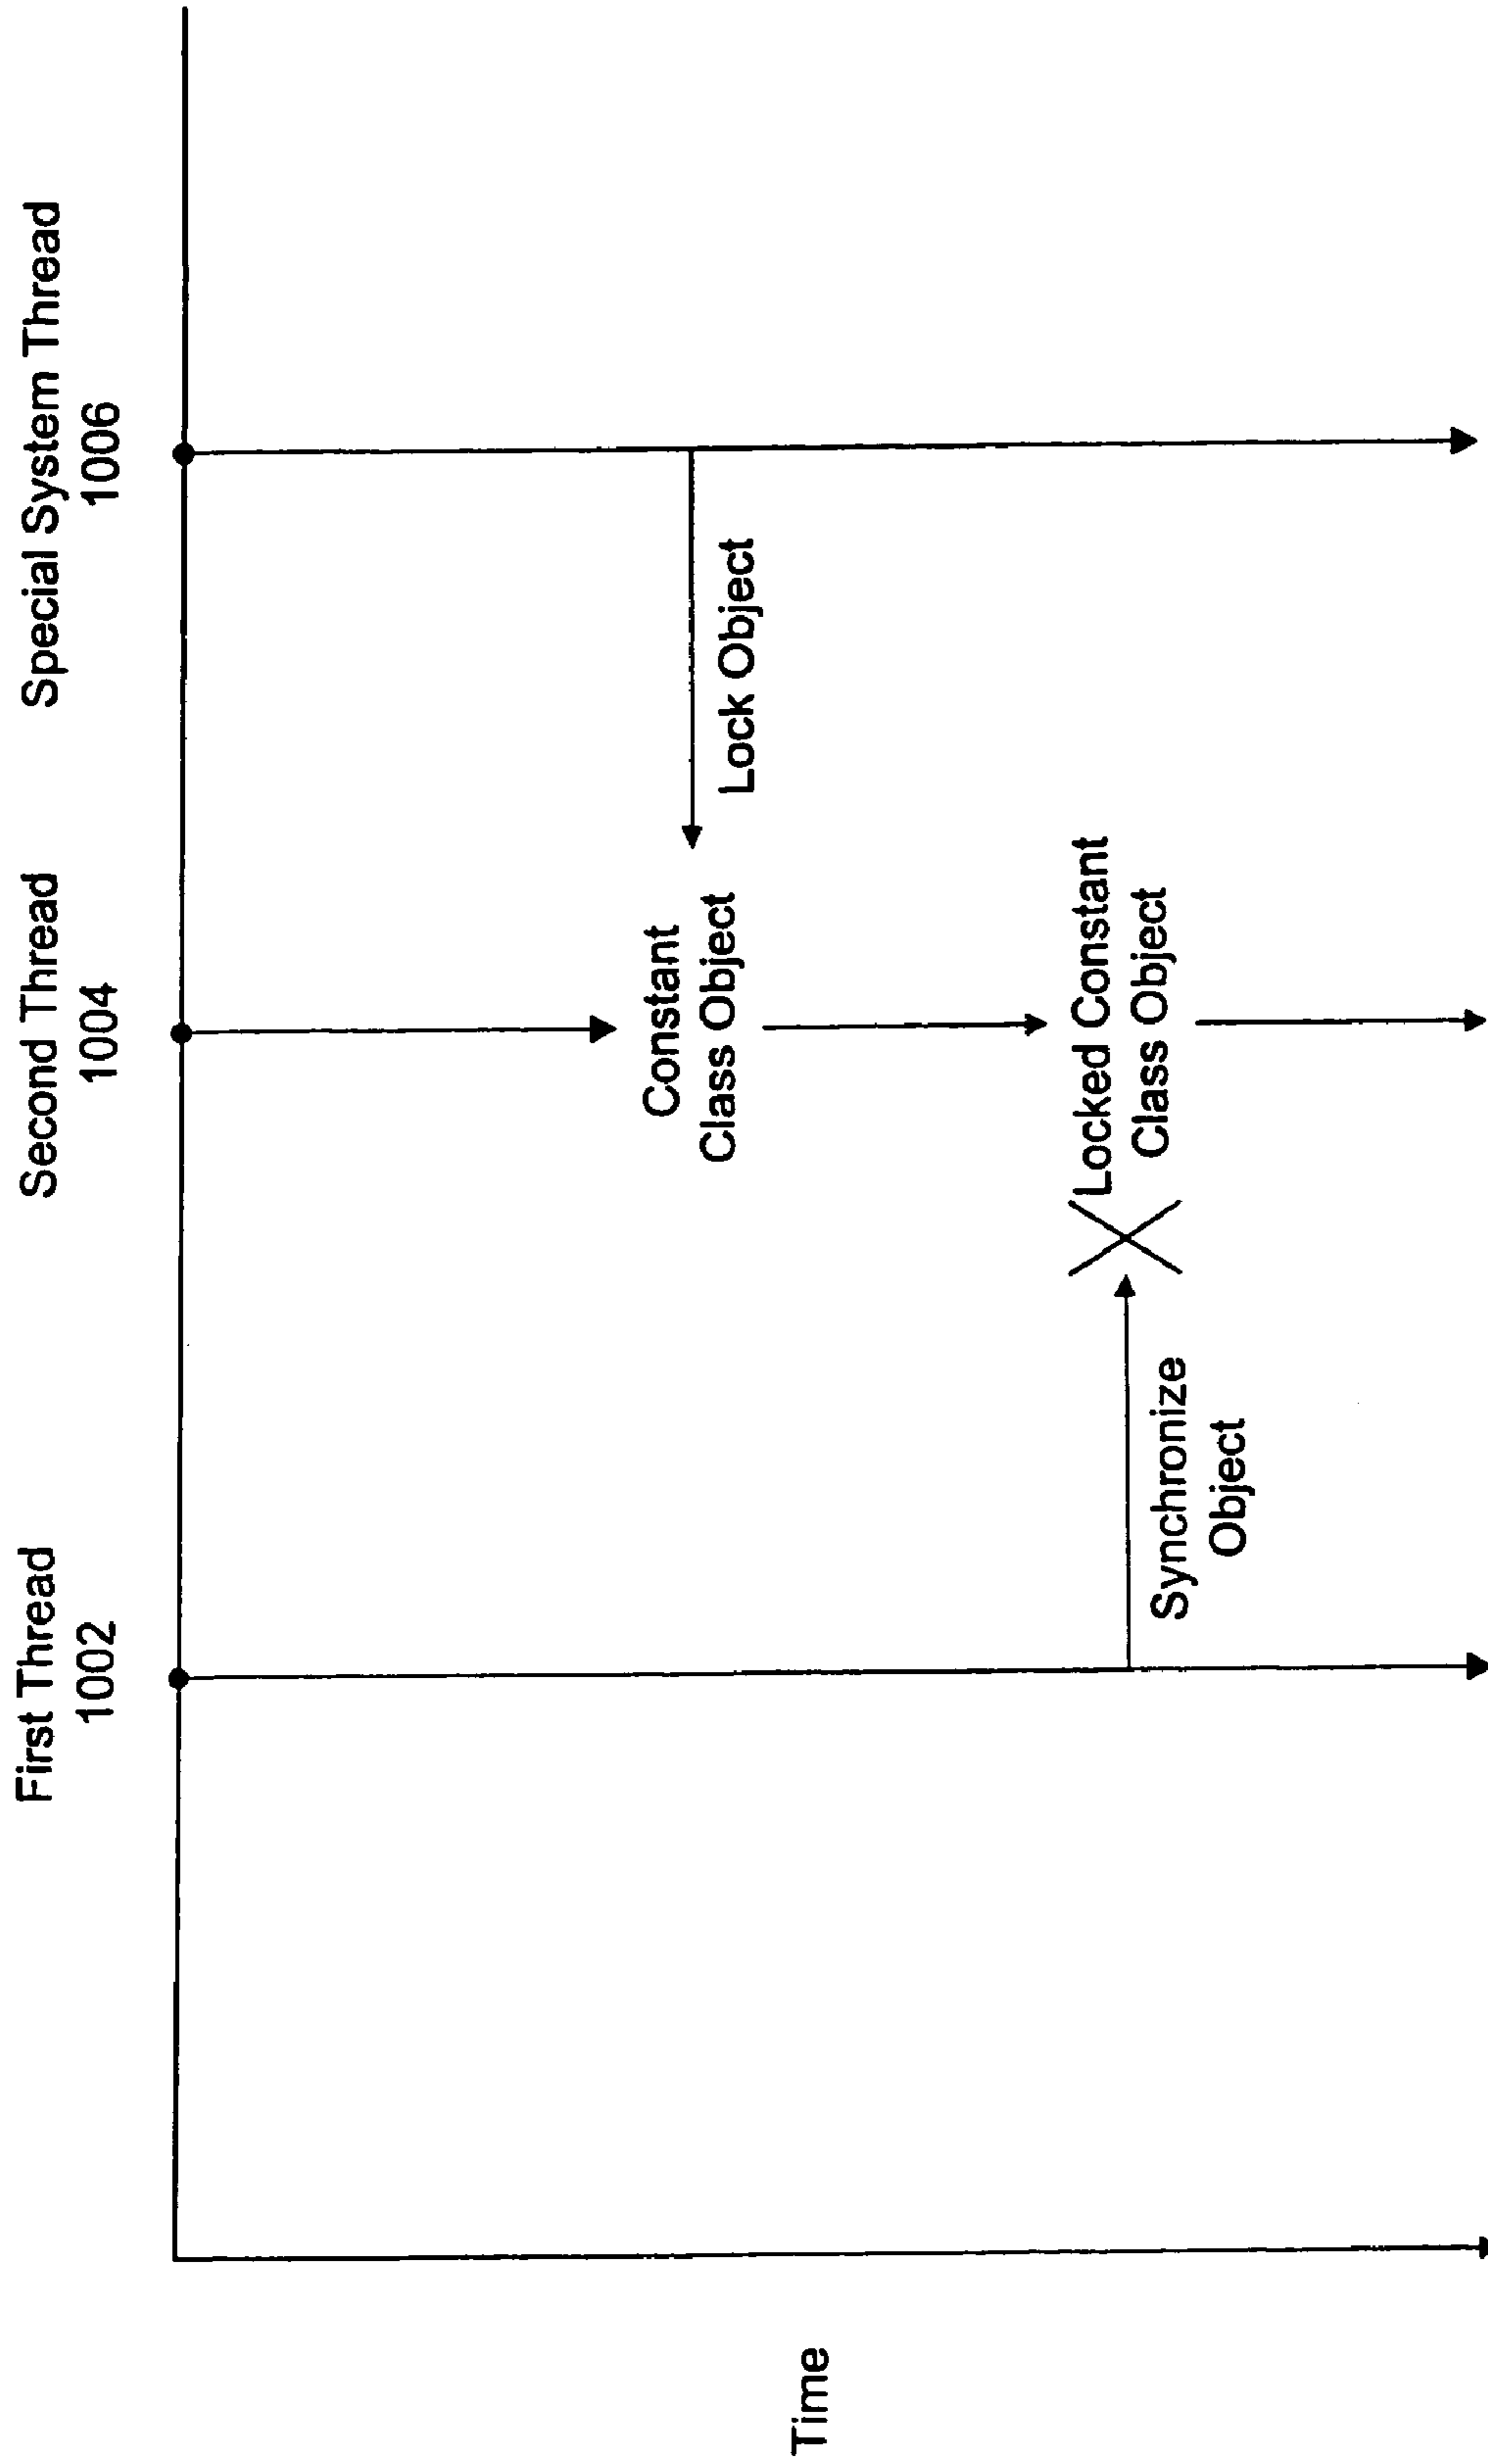 First Thread
1002
Second Thread
1004
Special System Thread
1006
Time
Constant
Class Object
Lock Object
Synchronize
Object
Locked Constant
Class Object